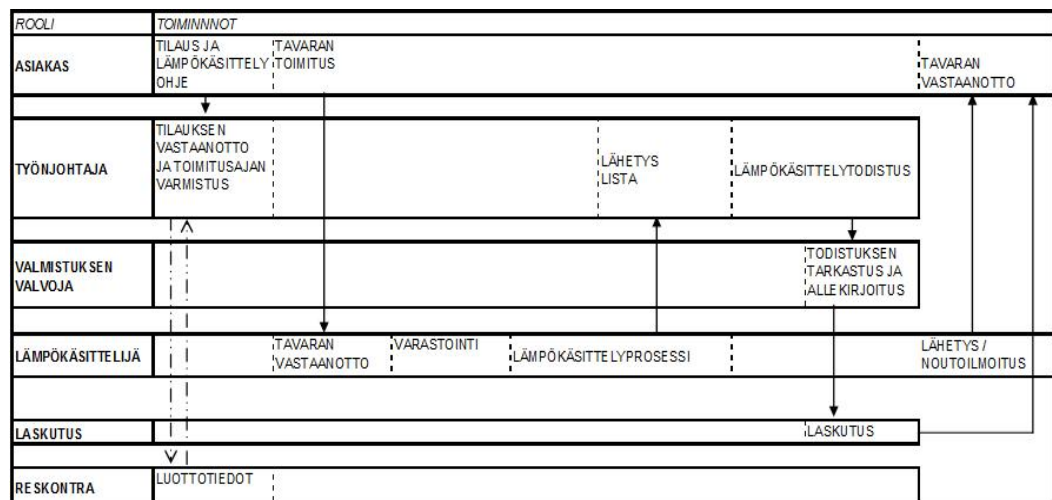 ROOLI
TOIMINNNOT
ASIAKAS
TILAUS JA
LÄMPÖKÄSITTELY
OHJE
TAVARAN
TOIMITUS
TAVARAN
VASTAANOTTO
TYÖNJOHTAJA
TILAUKSEN
VASTAANOTTO
JA TOIMITUSAJAN
VARMISTUS
LÄHETYS
LISTA
LÄMPÖKÄSITTELYTODISTUS
VALMISTUKSEN
VALVOJA
TODISTUKSEN
TARKASTUS JA
ALLEKIRJOITUS
LÄMPÖKÄSITTELIJÄ
TAVARAN
VASTAANOTTO
VARASTOINTI
LÄMPÖKÄSITTELYPROSESSI
LÄHETYS /
NOUTOILMOITUS
LASKUTUS
LASKUTUS
RESKONTRA
LUOTTOTIEDOT